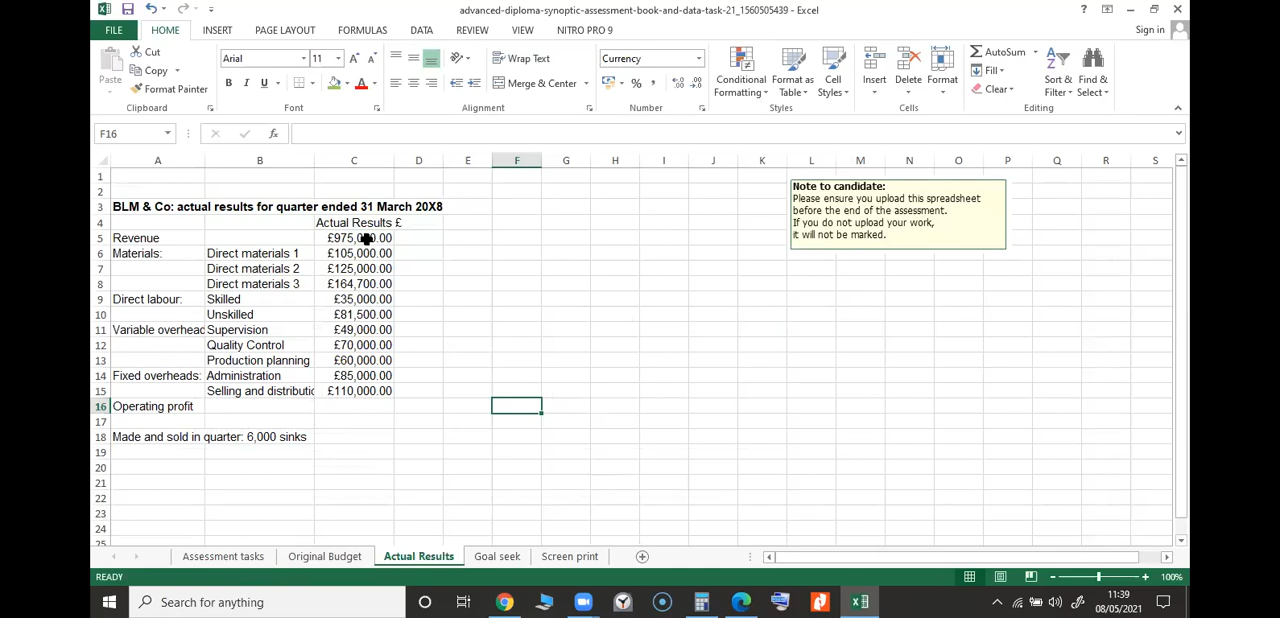 advanced-diploma-synoptic-assessment-book-and-data-task-21_1560505439 - Excel
?
FILE HOME INSERT PAGE LAYOUT FORMULAS DATA REVIEW VIEW NITRO PRO 9 Sign in
Cut
Copy
Format Painter
Paste
Clipboard
Arial 11
B I U
Font
Wrap Text
Merge & Center
Alignment
Currency
%
Number
Conditional Formatting
Format as Table
Cell Styles
Styles
Insert Delete Format
Cells
AutoSum
Fill
Clear
Sort & Filter
Find & Select
Editing
F16
A B C D E F G H I J K L M N O P Q R S
1
2
3 BLM & Co: actual results for quarter ended 31 March 20X8
4 Actual Results £
5 Revenue
6 Materials: Direct materials 1 £105,000.00
7 Direct materials 2 £125,000.00
8 Direct materials 3 £164,700.00
9 Direct labour: Skilled £35,000.00
10 Unskilled £81,500.00
11 Variable overhead Supervision £49,000.00
12 Quality Control £70,000.00
13 Production planning £60,000.00
14 Fixed overheads: Administration £85,000.00
15 Selling and distributio £110,000.00
16 Operating profit
17
18 Made and sold in quarter: 6,000 sinks
19
20
21
22
23
24
25
Note to candidate:
Please ensure you upload this spreadsheet
before the end of the assessment.
If you do not upload your work,
it will not be marked.
Assessment tasks Original Budget Actual Results Goal seek Screen print
READY 100%
Search for anything
11:39
08/05/2021